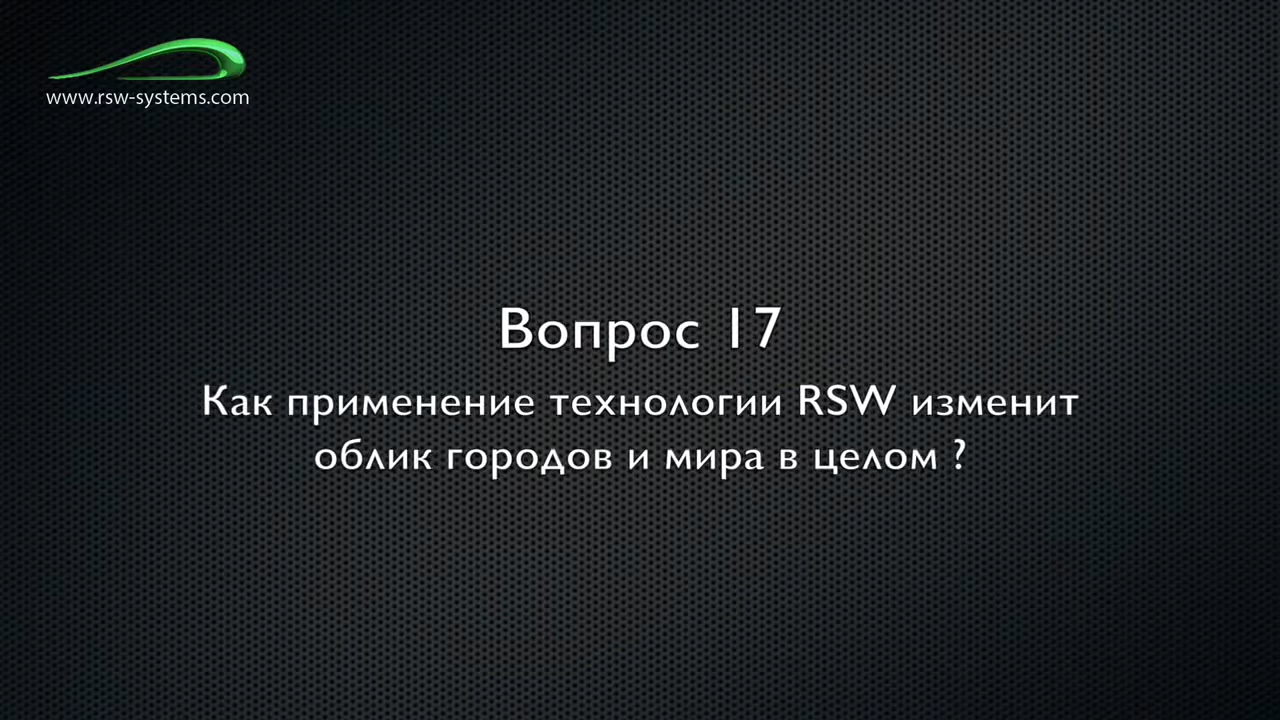 www.rsw-systems.com
Вопрос 17
Как применение технологии RSW изменит
облик городов и мира в целом ?